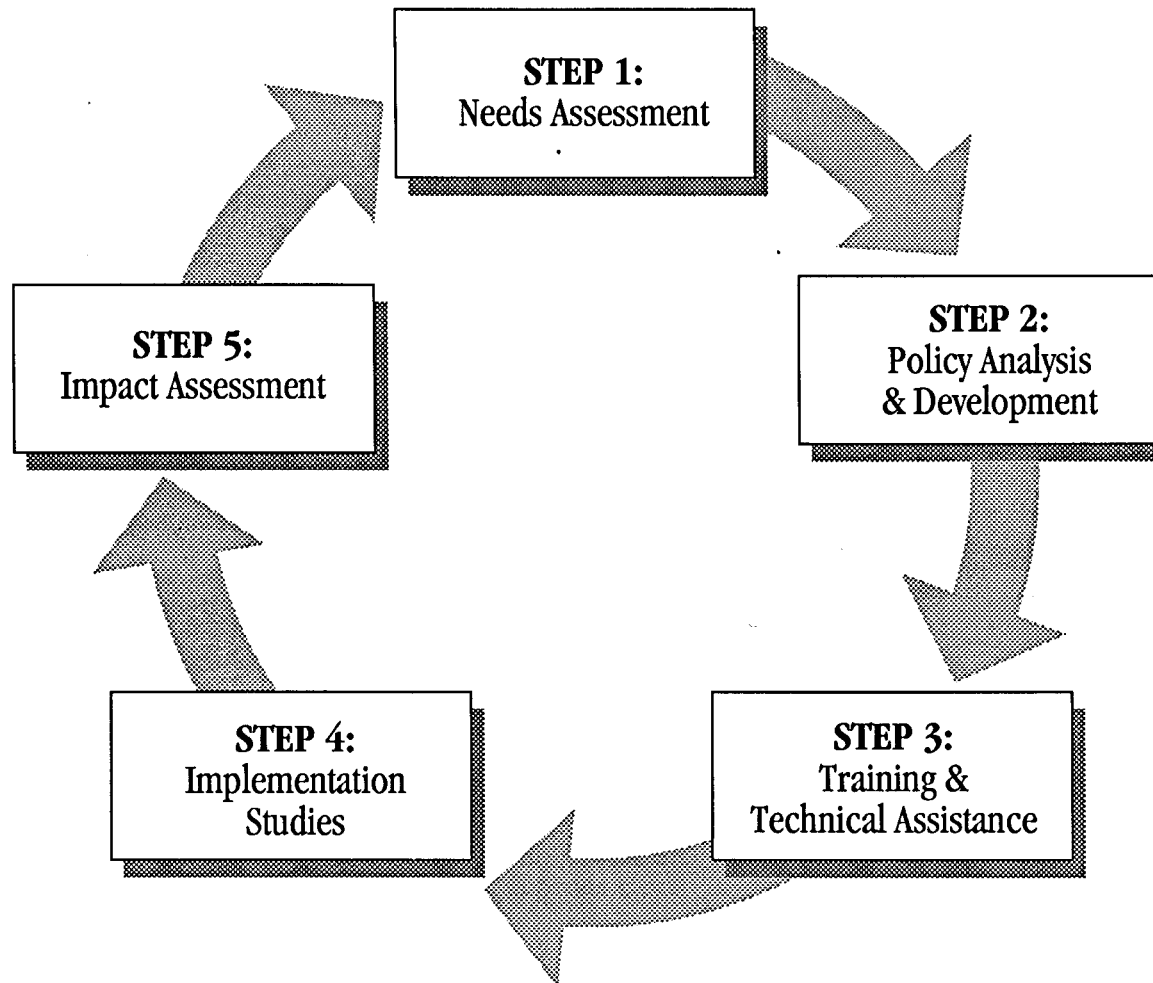 STEP 1:
Needs Assessment
STEP 2:
Policy Analysis
& Development
STEP 3:
Training &
Technical Assistance
STEP 4:
Implementation
Studies
STEP 5:
Impact Assessment